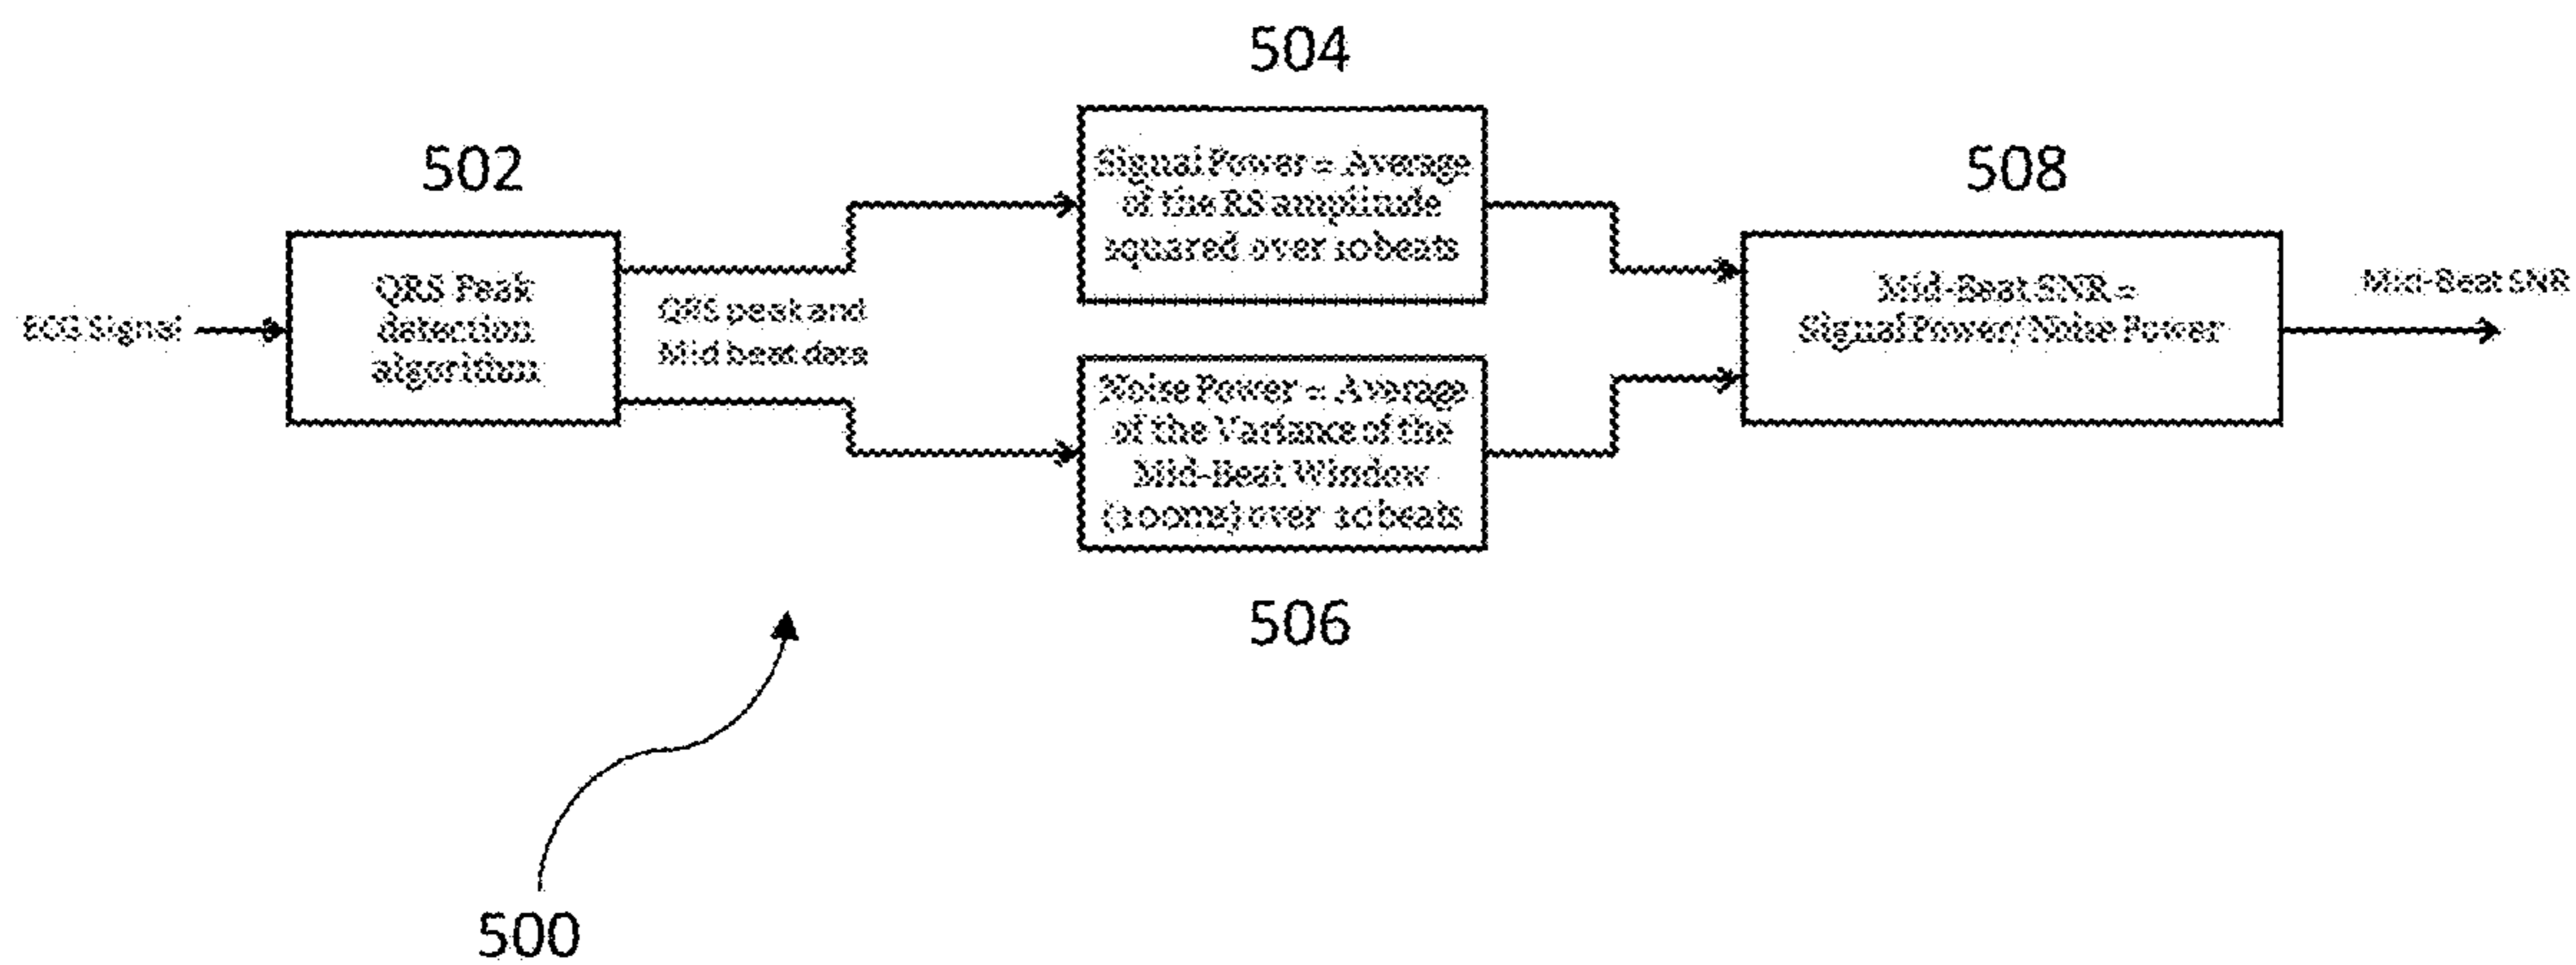 504
502
508
Signal Power = Average
of the RS amplitude
squared over 10 beats
QRS Peak
detection
algorithm
ECG Signal
QRS peak and
Mid beat data
Mid-Beat SNR =
Signal Power/Noise Power
Mid-Beat SNR
Noise Power = Average
of the Variance of the
Mid-Beat Window
(100ms) over 10 beats
506
500